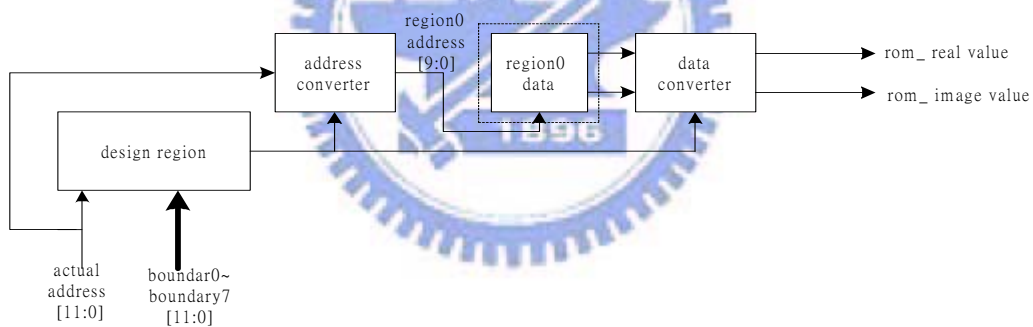 region0
address
[9:0]
address
converter
region0
data
data
converter
rom_ real value
rom_ image value
design region
1896
actual
address
[11:0]
boundar0~
boundary7
[11:0]